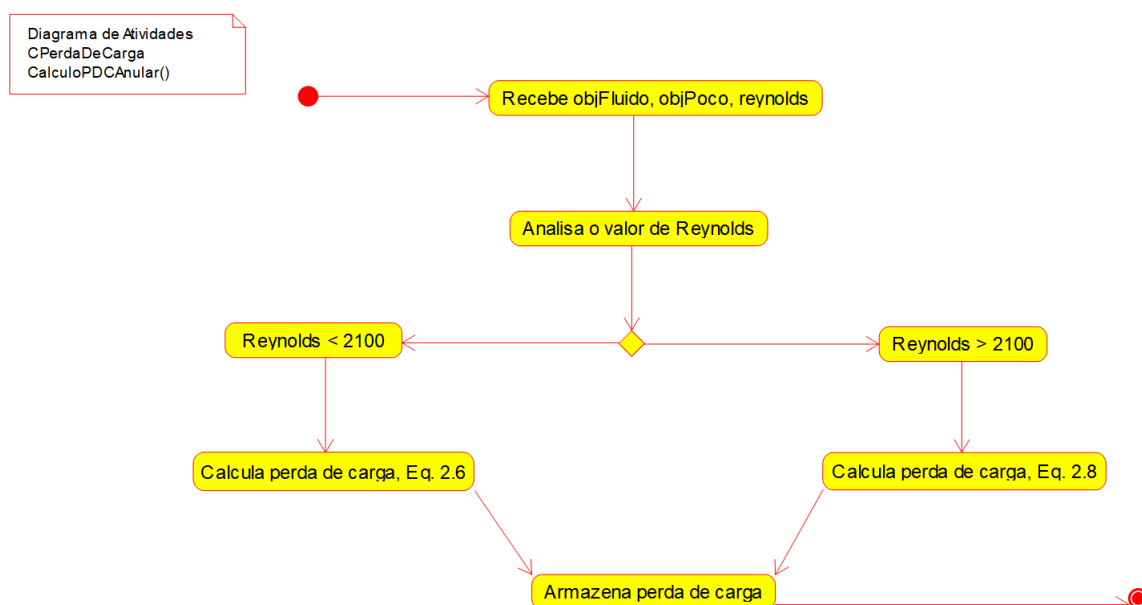 Diagrama de Atividades
CPerdaDeCarga
CalculoPDCAnular()
Recebe objFluido, objPoco, reynolds
Analisa o valor de Reynolds
Reynolds < 2100
Reynolds > 2100
Calcula perda de carga, Eq. 2.6
Calcula perda de carga, Eq. 2.8
Armazena perda de carga